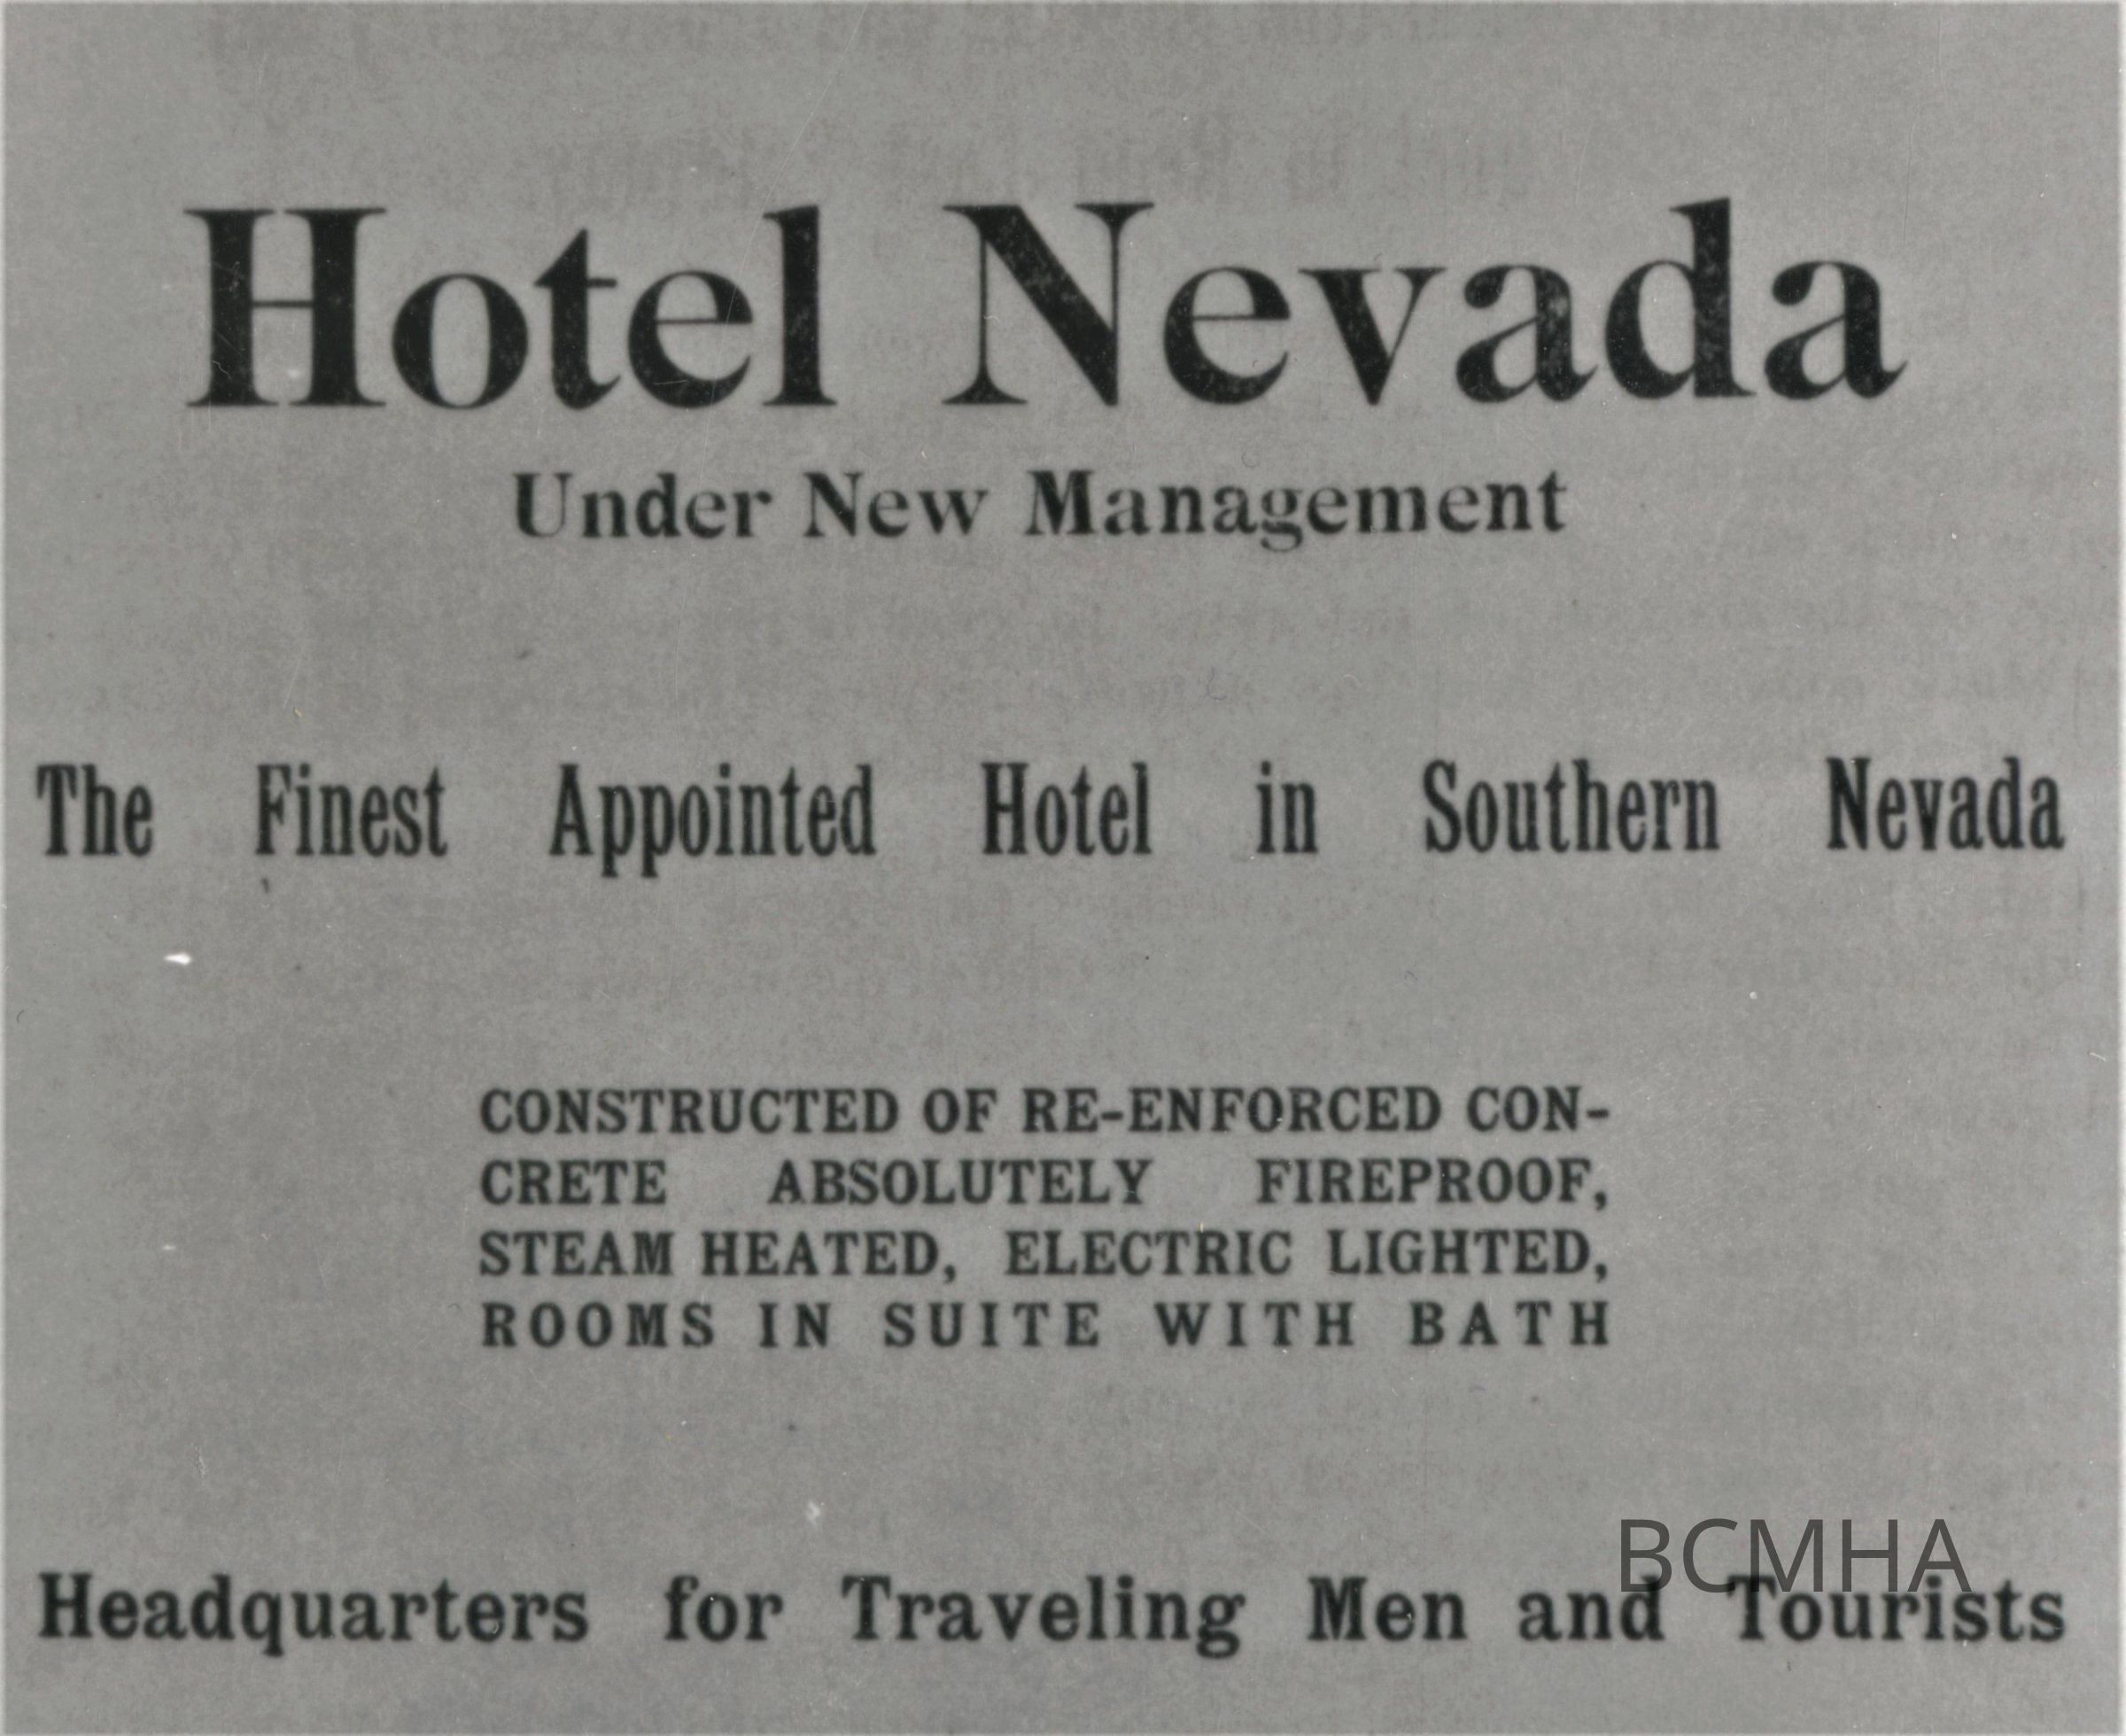 Hotel Nevada
Under New Management
The Finest Appointed Hotel in Southern Nevada
CONSTRUCTED OF RE-ENFORCED CON-
CRETE ABSOLUTELY FIREPROOF,
STEAM HEATED, ELECTRIC LIGHTED,
ROOMS IN SUITE WITH BATH
BCMHA
Headquarters for Traveling Men and Tourists